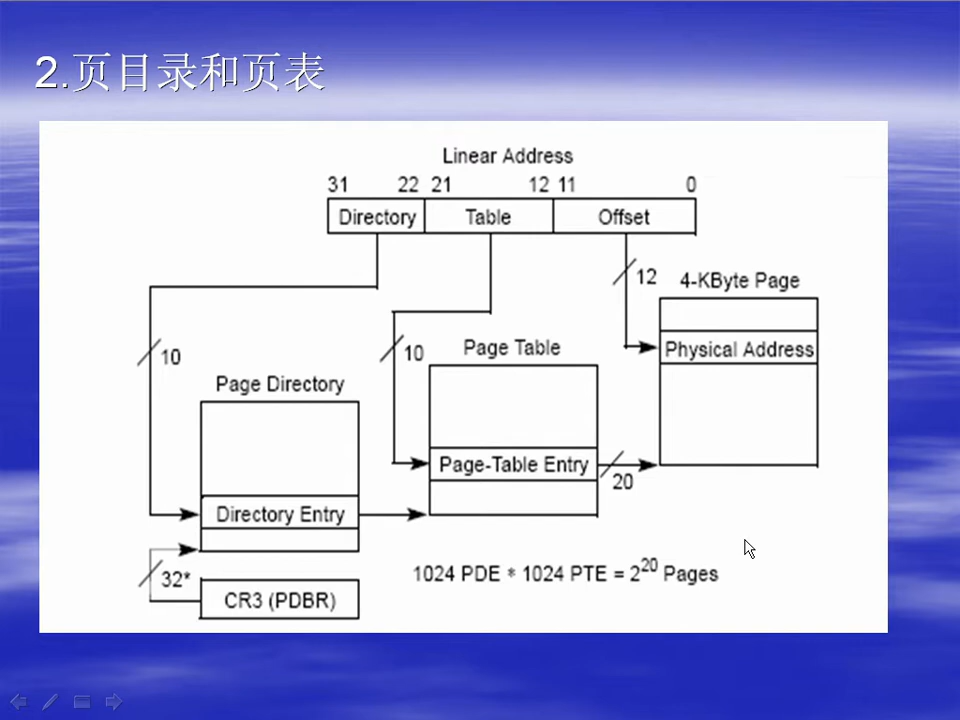 2.页目录和页表
Linear Address
31 22 21 12 11 0
Directory Table Offset
12
4-KByte Page
10
10
Page Table
Physical Address
Page Directory
Page-Table Entry
20
Directory Entry
32*
CR3 (PDBR)
1024 PDE * 1024 PTE = 2^20 Pages